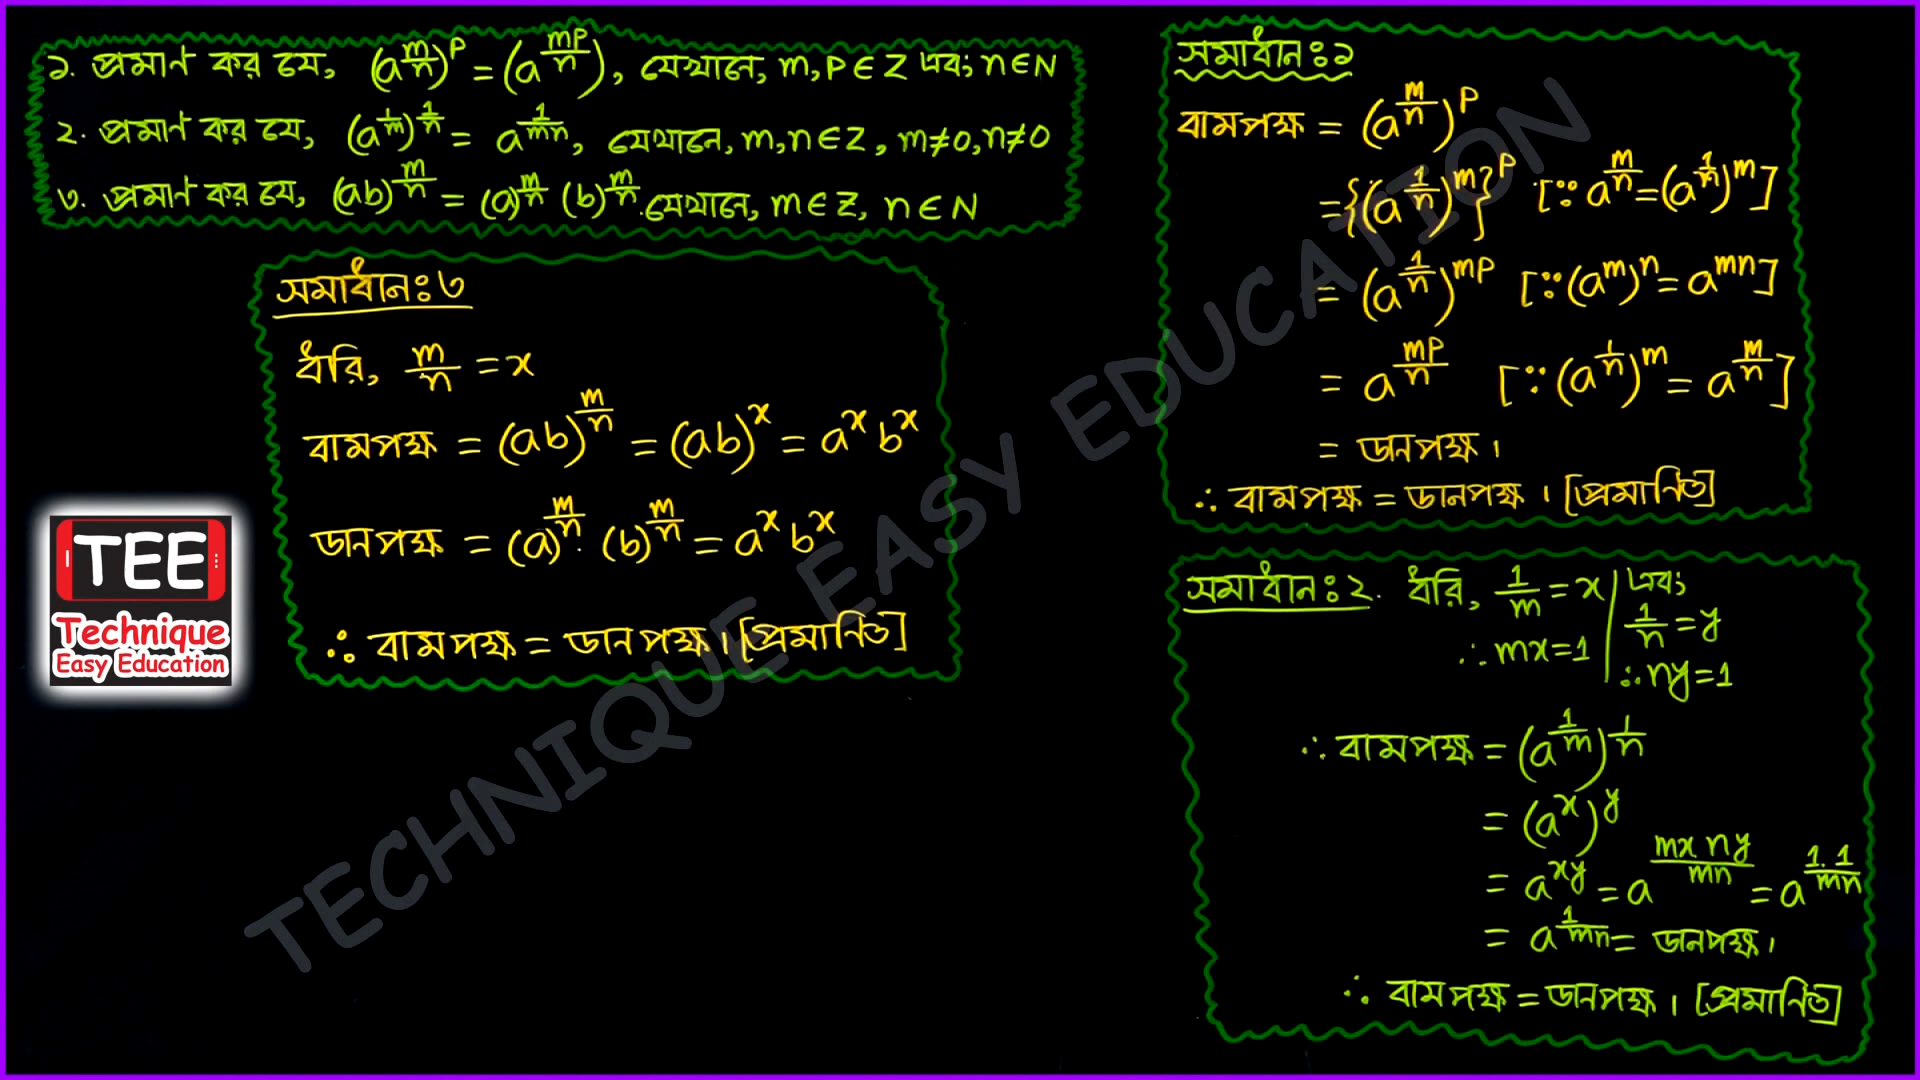 ১. প্রমাণ কর যে, (a^{m/n})^P = (a^{mp/n}), যেখানে, m, P ∈ Z এবং n ∈ N
২. প্রমাণ কর যে, (a^{1/m})^{1/n} = a^{1/mn}, যেখানে, m, n ∈ Z, m≠0, n≠0
৩. প্রমাণ কর যে, (ab)^{m/n} = (a)^{m/n} (b)^{m/n}. যেখানে, m ∈ Z, n ∈ N
সমাধান: ৩
ধরি, m/n = x
বামপক্ষ = (ab)^{m/n} = (ab)^x = a^x b^x
ডানপক্ষ = (a)^{m/n} . (b)^{m/n} = a^x b^x
∴ বামপক্ষ = ডানপক্ষ। [প্রমানিত]
TEE
Technique
Easy Education
সমাধান: ১
বামপক্ষ = (a^{m/n})^P
= {(a^{1/n})^m}^P [∵ a^{m/n} = (a^{1/n})^m]
= (a^{1/n})^{mp} [∵ (a^m)^n = a^{mn}]
= a^{mp/n} [∵ (a^{1/n})^m = a^{m/n}]
= ডানপক্ষ।
∴ বামপক্ষ = ডানপক্ষ। [প্রমানিত]
সমাধান: ২. ধরি, 1/m = x | এবং
1/n = y
∴ mx = 1
∴ ny = 1
∴ বামপক্ষ = (a^{1/m})^{1/n}
= (a^x)^y
= a^{xy} = a^{mx ny/mn} = a^{1.1/mn}
= a^{1/mn} = ডানপক্ষ।
∴ বামপক্ষ = ডানপক্ষ। [প্রমানিত]
TECHNIQUE EASY EDUCATION